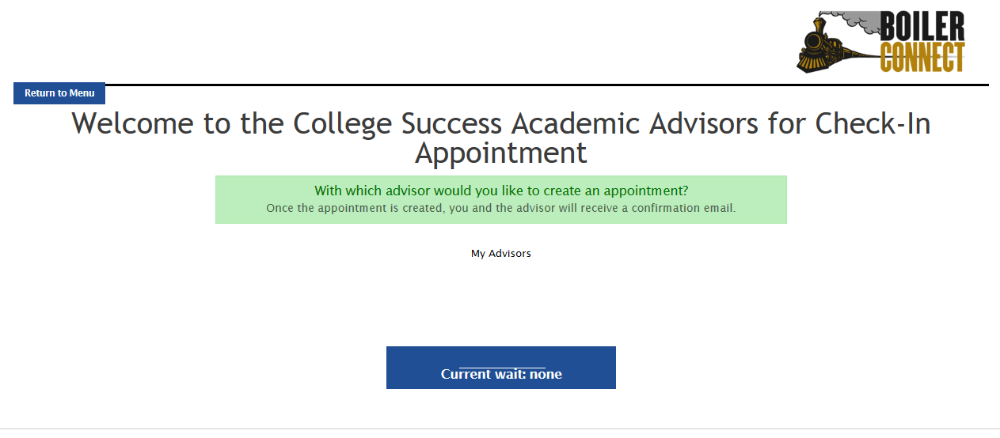 BOILER
CONNECT
Return to Menu
Welcome to the College Success Academic Advisors for Check-In
Appointment
With which advisor would you like to create an appointment?
Once the appointment is created, you and the advisor will receive a confirmation email.
My Advisors
Current wait: none